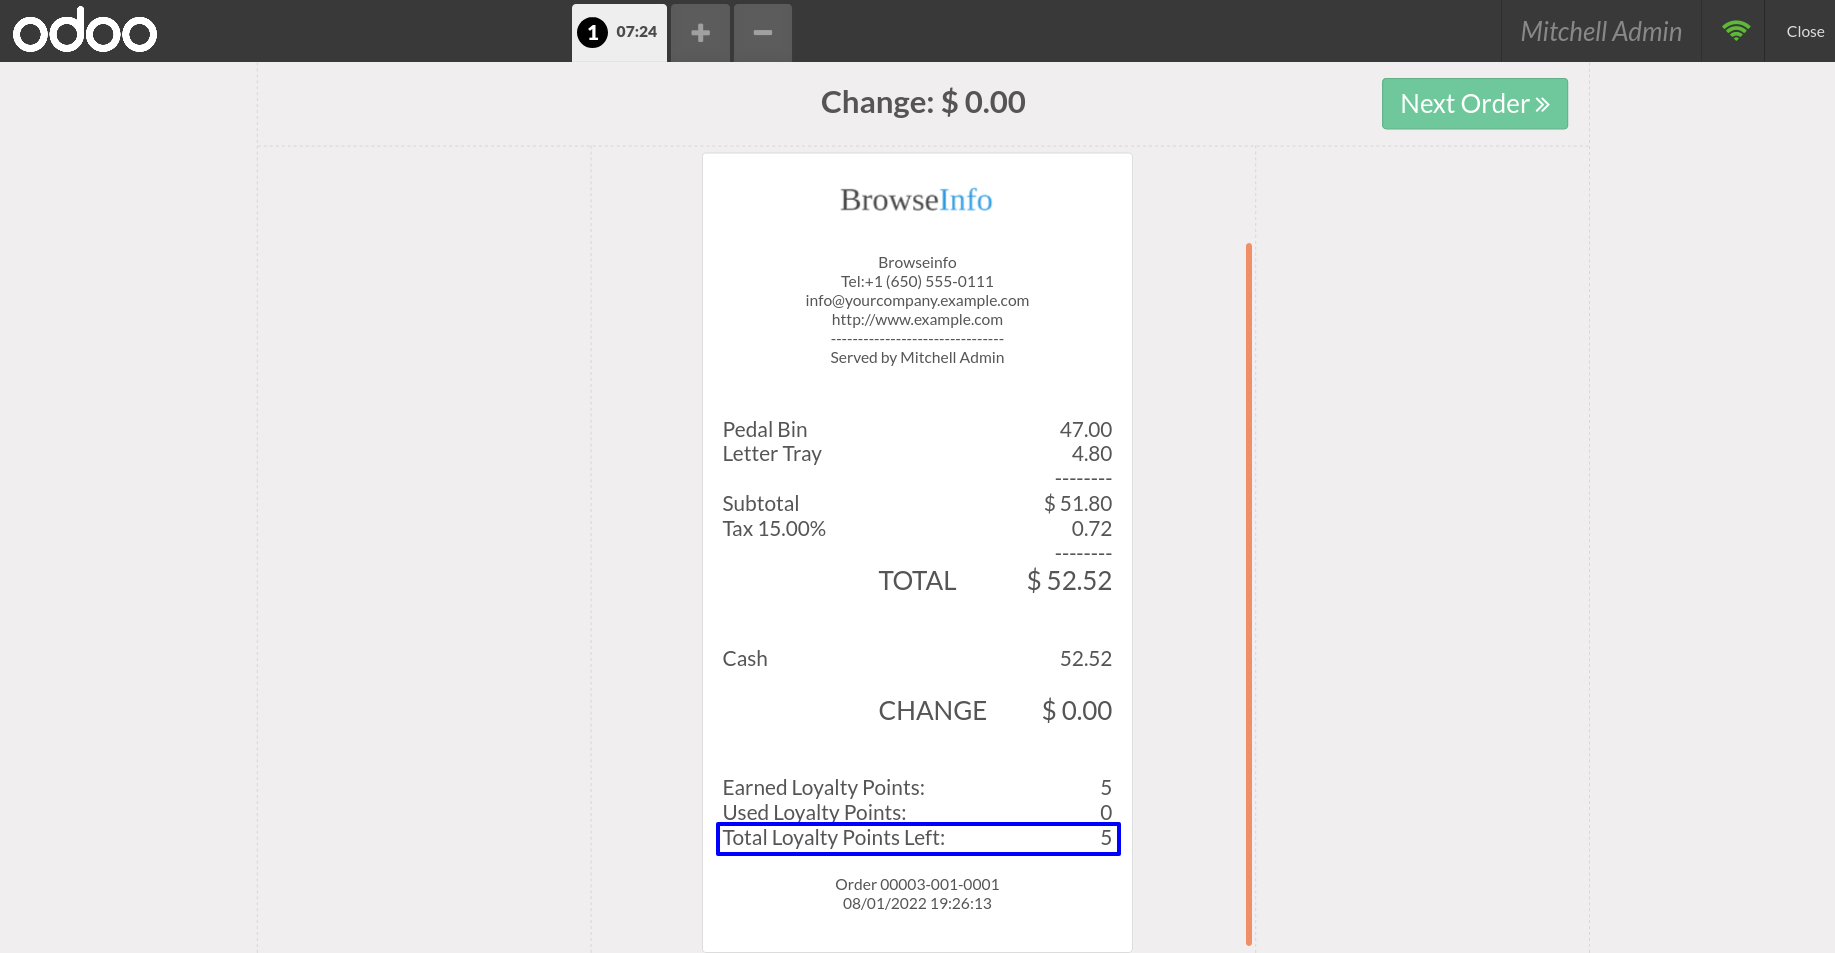 odoo
1 07:24
Mitchell Admin
Close
Change: $ 0.00
Next Order »
BrowseInfo
Browseinfo
Tel:+1 (650) 555-0111
info@yourcompany.example.com
http://www.example.com
--------------------------------
Served by Mitchell Admin
Pedal Bin 47.00
Letter Tray 4.80
--------
Subtotal $ 51.80
Tax 15.00% 0.72
--------
TOTAL $ 52.52
Cash 52.52
CHANGE $ 0.00
Earned Loyalty Points: 5
Used Loyalty Points: 0
Total Loyalty Points Left: 5
Order 00003-001-0001
08/01/2022 19:26:13